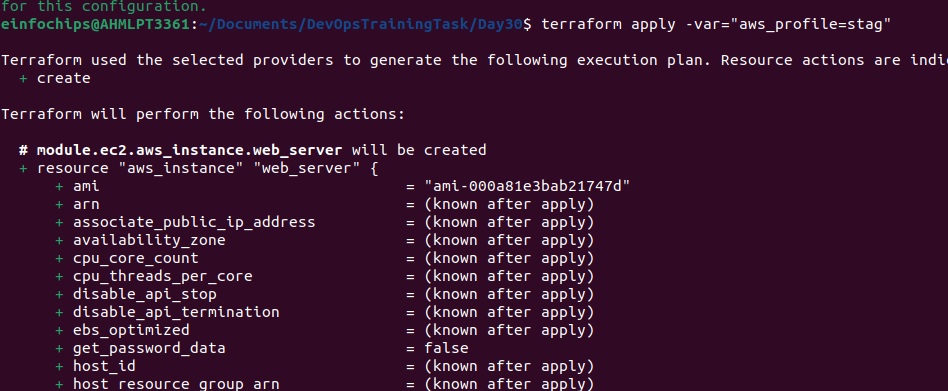 for this configuration.
einfochips@AHMLPT3361:~/Documents/DevOpsTrainingTask/Day30$ terraform apply -var="aws_profile=stag"
Terraform used the selected providers to generate the following execution plan. Resource actions are indi
+ create
Terraform will perform the following actions:
# module.ec2.aws_instance.web_server will be created
+ resource "aws_instance" "web_server" {
+ ami = "ami-000a81e3bab21747d"
+ arn = (known after apply)
+ associate_public_ip_address = (known after apply)
+ availability_zone = (known after apply)
+ cpu_core_count = (known after apply)
+ cpu_threads_per_core = (known after apply)
+ disable_api_stop = (known after apply)
+ disable_api_termination = (known after apply)
+ ebs_optimized = (known after apply)
+ get_password_data = false
+ host_id = (known after apply)
+ host_resource_group_arn = (known after apply)